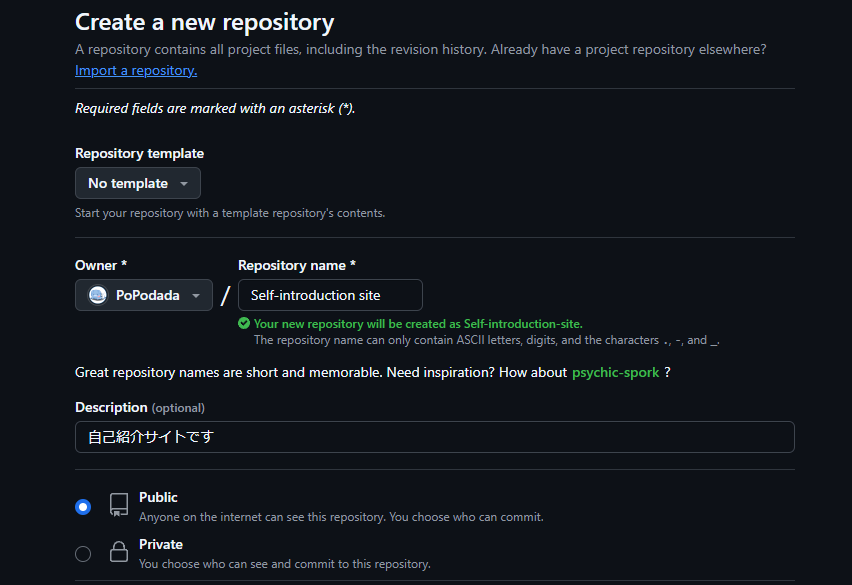 Create a new repository
A repository contains all project files, including the revision history. Already have a project repository elsewhere?
Import a repository.
Required fields are marked with an asterisk (*).
Repository template
No template
Start your repository with a template repository's contents.
Owner *
Repository name *
PoPodada
/
Self-introduction site
Your new repository will be created as Self-introduction-site.
The repository name can only contain ASCII letters, digits, and the characters ., -, and _.
Great repository names are short and memorable. Need inspiration? How about psychic-spork ?
Description (optional)
自己紹介サイトです
Public
Anyone on the internet can see this repository. You choose who can commit.
Private
You choose who can see and commit to this repository.